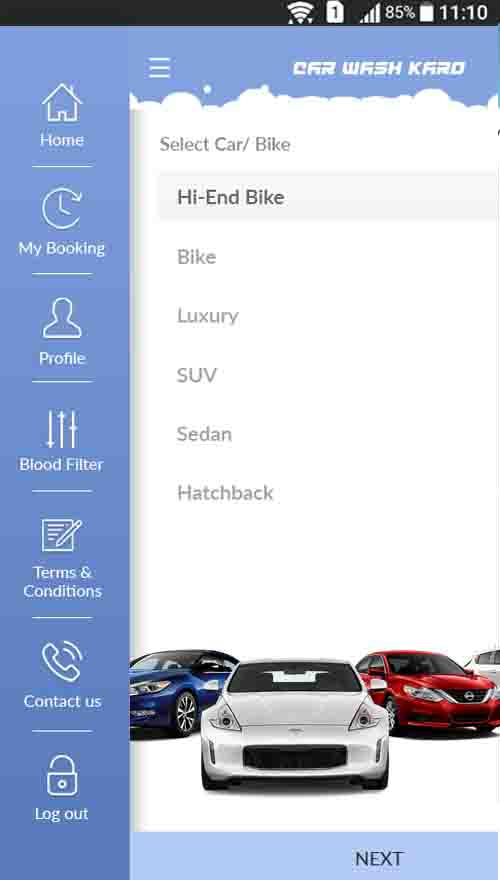 1 85% 11:10
CAR WASH KARO
Home
My Booking
Profile
Blood Filter
Terms &
Conditions
Contact us
Log out
Select Car/ Bike
Hi-End Bike
Bike
Luxury
SUV
Sedan
Hatchback
NEXT